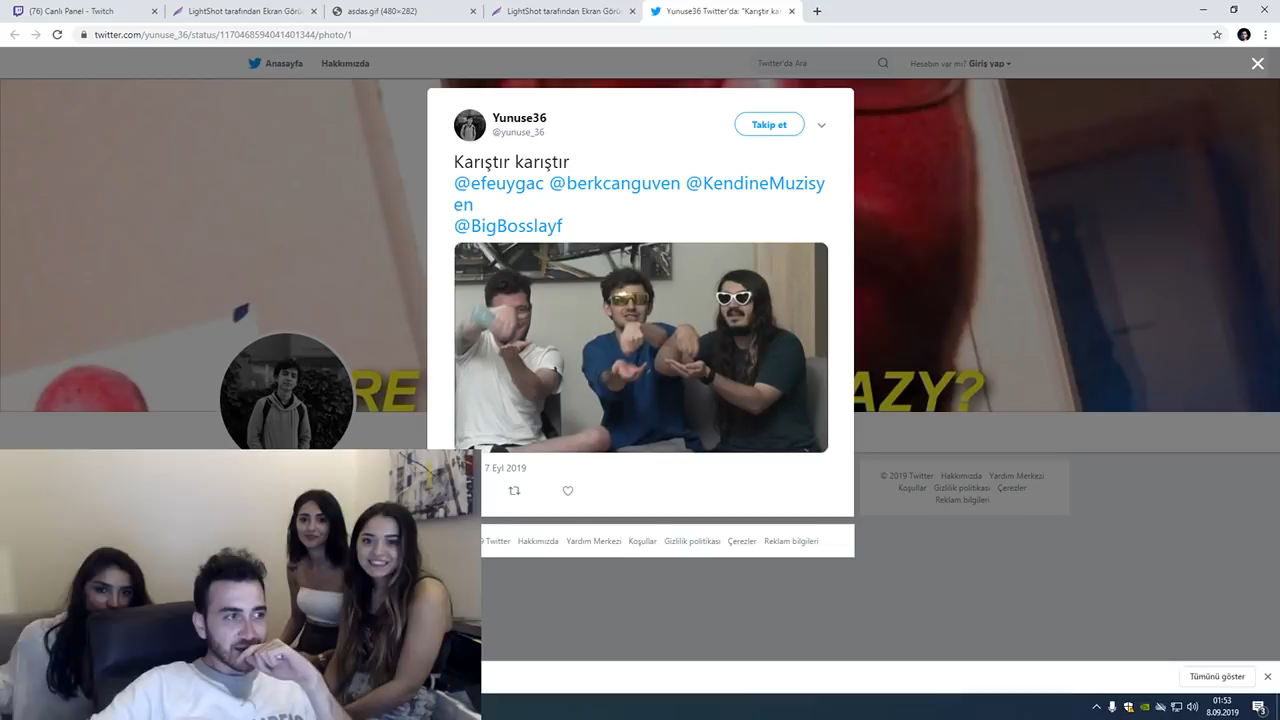 (76) Canlı Panel - Twitch
LightShot tarafından Ekran Görü
asdas.gif (480×282)
LightShot tarafından Ekran Görü
Yunuse36 Twitter'da: "Karıştır ka
twitter.com/yunuse_36/status/1170468594041401344/photo/1
Anasayfa
Hakkımızda
Twitter'da Ara
Hesabın var mı? Giriş yap
Yunuse36
@yunuse_36
Takip et
Karıştır karıştır
@efeuygac @berkcanguven @KendineMuzisy
en
@BigBosslayf
RE
AZY?
7 Eyl 2019
© 2019 Twitter Hakkımızda Yardım Merkezi
Koşullar Gizlilik politikası Çerezler
Reklam bilgileri
9 Twitter Hakkımızda Yardım Merkezi Koşullar Gizlilik politikası Çerezler Reklam bilgileri
Tümünü göster
01:53
8.09.2019